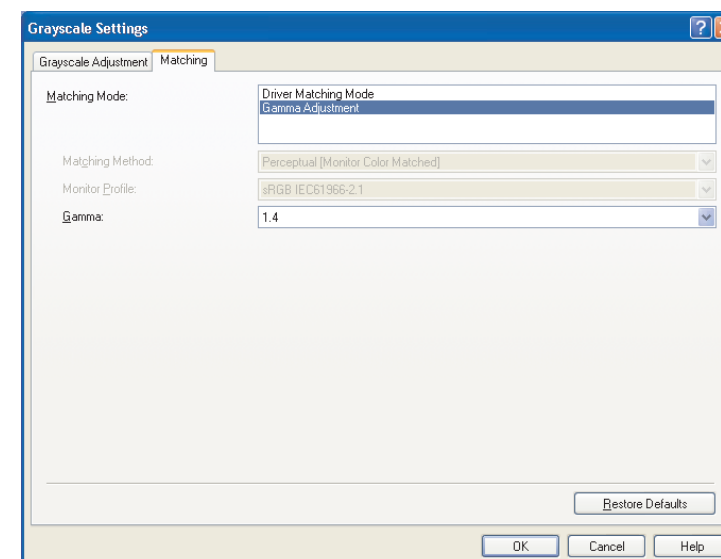 Grayscale Settings
Grayscale Adjustment Matching
Matching Mode: Driver Matching Mode
Gamma Adjustment
Matching Method: Perceptual [Monitor Color Matched]
Monitor Profile: sRGB IEC61966-2.1
Gamma: 1.4
Restore Defaults
OK Cancel Help